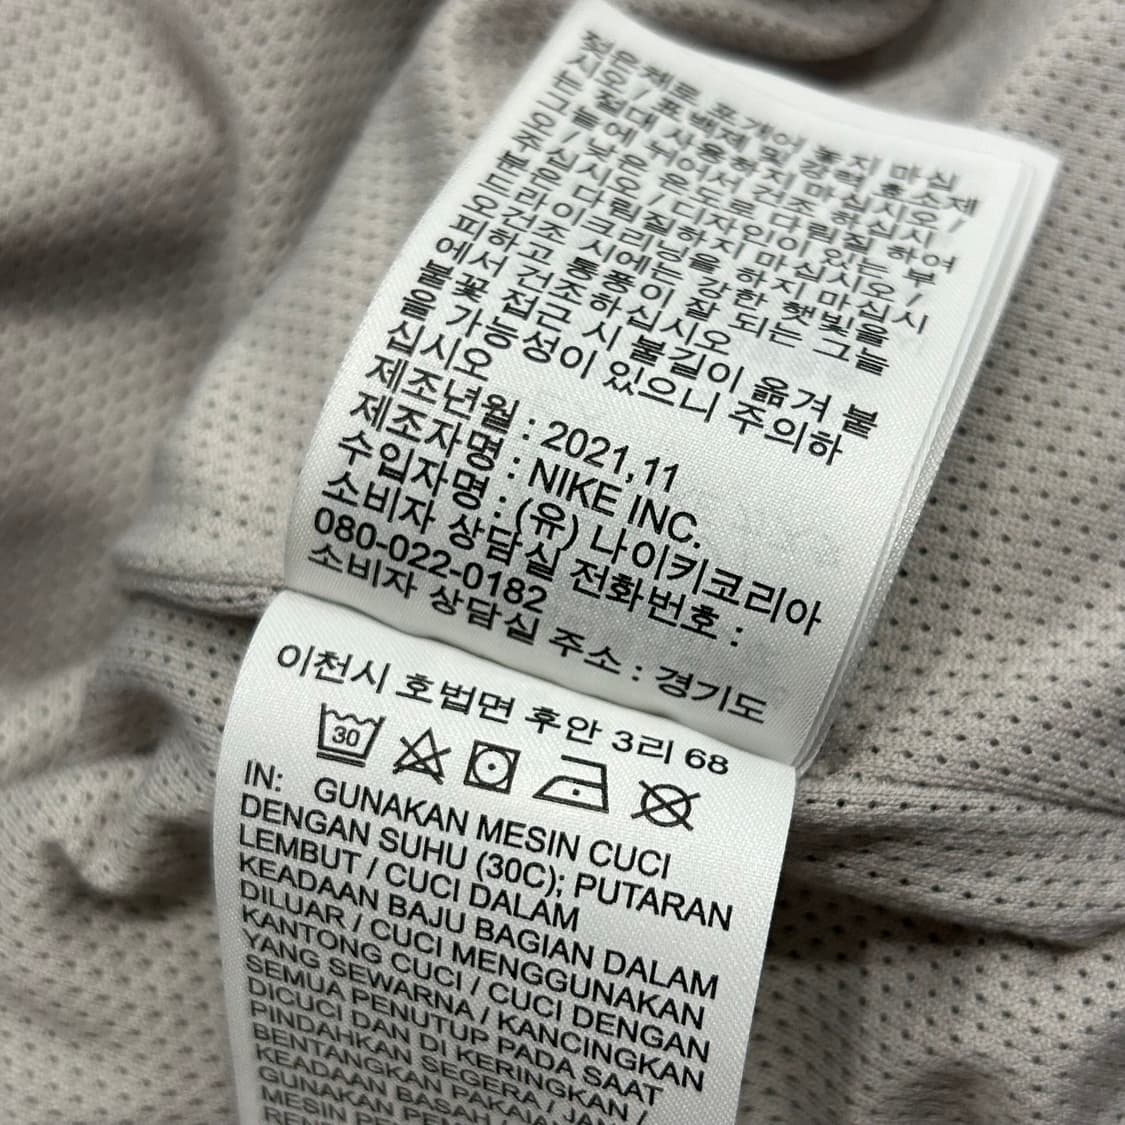 젖은채로 포개어 놓지 마십
시오 / 표백제 및 강력 효소제
는 절대 사용하지 마십시오 /
그늘에 뉘어서 건조 하십시
오 / 낮은 온도로 다림질 하여
주십시오 / 디자인이 있는 부
분은 다림질하지 마십시오 /
드라이크리닝을 하지 마십시
오건조 시에는 강한 햇빛을
피하고 통풍이 잘 되는 그늘
에서 건조하십시오
불꽃 접근 시 불길이 옮겨 붙
을 가능성이 있으니 주의하
십시오
제조년월 : 2021,11
제조자명 : NIKE INC.
수입자명 : (유) 나이키코리아
소비자 상담실 전화번호 :
080-022-0182
소비자 상담실 주소 : 경기도
이천시 호법면 후안 3리 68
30
IN: GUNAKAN MESIN CUCI
DENGAN SUHU (30C); PUTARAN
LEMBUT / CUCI DALAM
KEADAAN BAJU BAGIAN DALAM
DILUAR / CUCI MENGGUNAKAN
KANTONG CUCI / CUCI DENGAN
YANG SEWARNA / KANCINGKAN
SEMUA PENUTUP PADA SAAT
DICUCI DAN DI KERINGKAN /
PINDAHKAN SEGERA / JAN
BENTANGKAN PAKAIA
KEADAAN BASAH /
GUNAKAN PEM
MESIN PEN